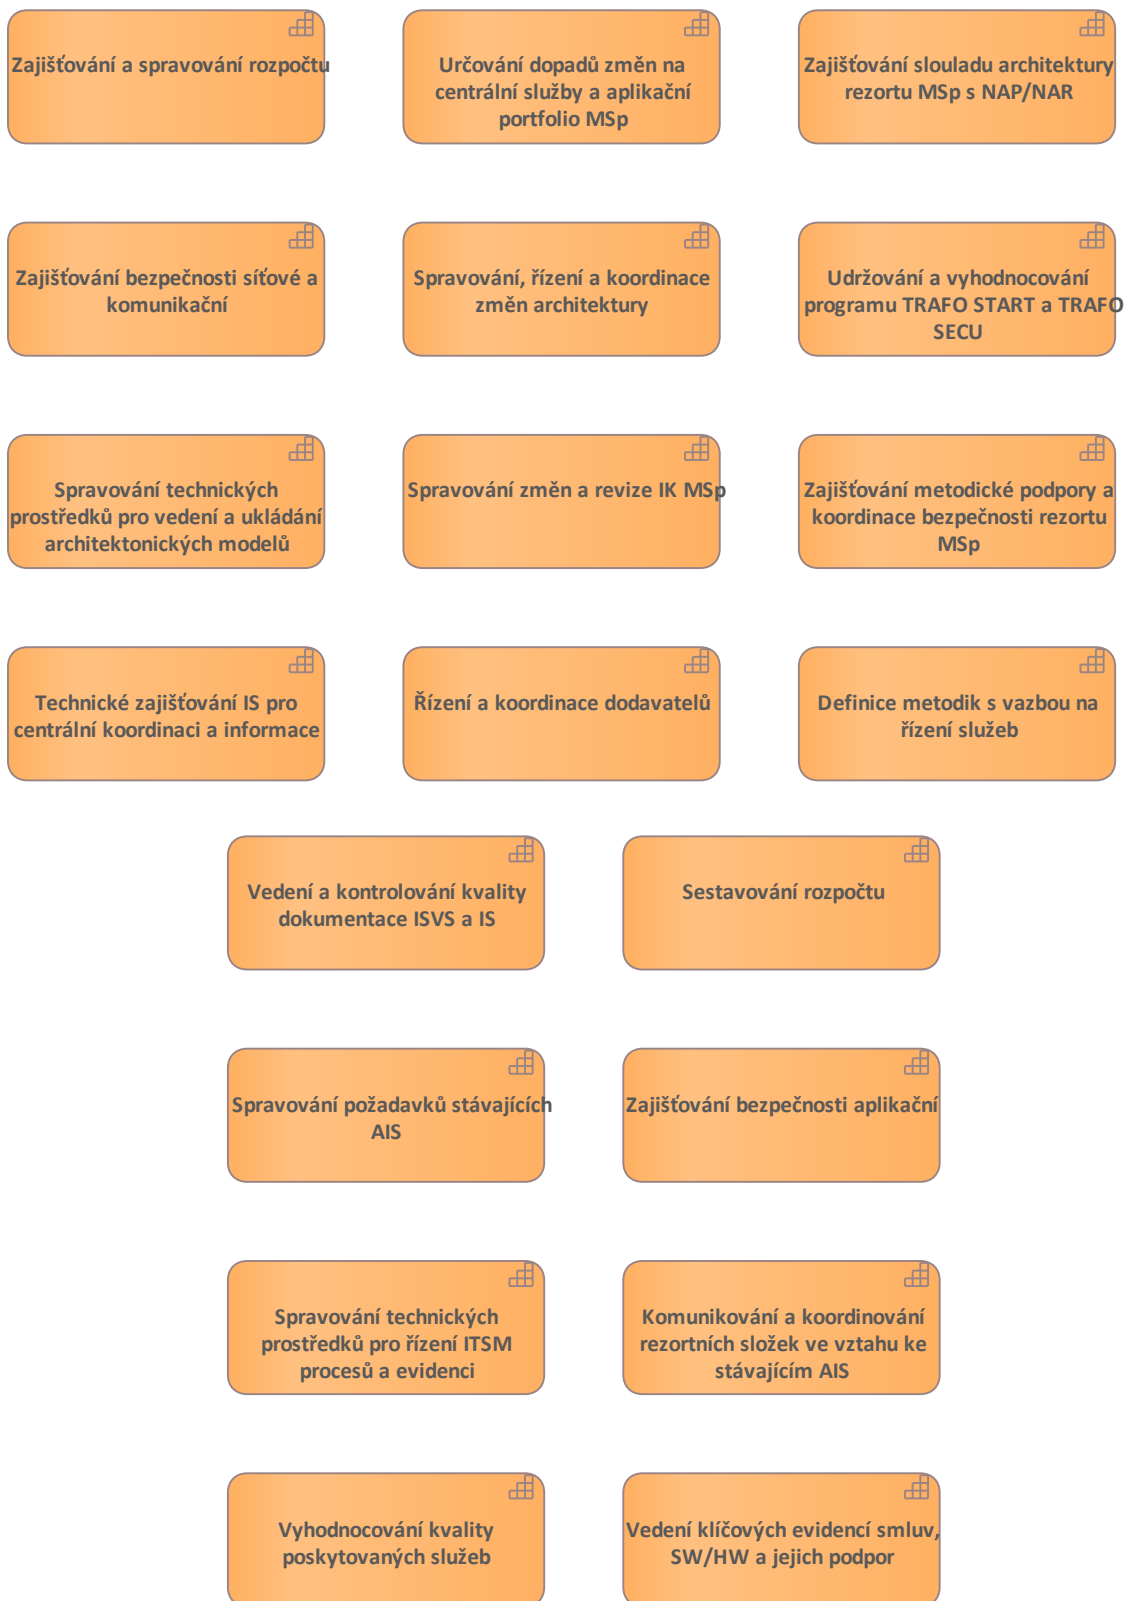 Zajišťování a spravování rozpočtu
Určování dopadů změn na
centrální služby a aplikační
portfolio MSp
Zajišťování slouladu architektury
rezortu MSp s NAP/NAR
Zajišťování bezpečnosti síťové a
komunikační
Spravování, řízení a koordinace
změn architektury
Udržování a vyhodnocování
programu TRAFO START a TRAFO
SECU
Spravování technických
prostředků pro vedení a ukládání
architektonických modelů
Spravování změn a revize IK MSp
Zajišťování metodické podpory a
koordinace bezpečnosti rezortu
MSp
Technické zajišťování IS pro
centrální koordinaci a informace
Řízení a koordinace dodavatelů
Definice metodik s vazbou na
řízení služeb
Vedení a kontrolování kvality
dokumentace ISVS a IS
Sestavování rozpočtu
Spravování požadavků stávajících
AIS
Zajišťování bezpečnosti aplikační
Spravování technických
prostředků pro řízení ITSM
procesů a evidenci
Komunikování a koordinování
rezortních složek ve vztahu ke
stávajícím AIS
Vyhodnocování kvality
poskytovaných služeb
Vedení klíčových evidencí smluv,
SW/HW a jejich podpor